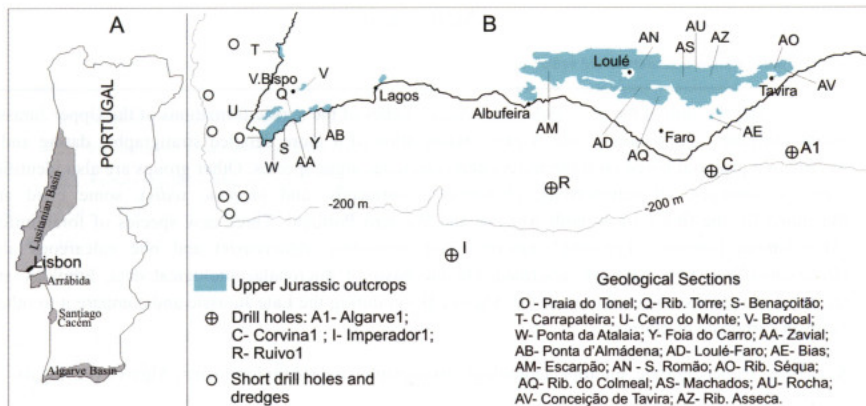 A
PORTUGAL
Lusitanian Basin
Lisbon
Arrábida
Santiago
Cacém
Algarve Basin
B
T
V.Bispo
V
Q
U
S
W
AA
Y
AB
Lagos
Albufeira
AM
Loulé
AN
AS
AU
AZ
AO
Tavira
AV
AD
AQ
Faro
AE
A1
C
R
I
-200 m
-200 m
Upper Jurassic outcrops
Drill holes: A1- Algarve1;
C- Corvina1 ; I- Imperador1;
R- Ruivo1
Short drill holes and
dredges
Geological Sections
O - Praia do Tonel; Q- Rib. Torre; S- Benaçoitão;
T- Carrapateira; U- Cerro do Monte; V- Bordoal;
W- Ponta da Atalaia; Y- Foia do Carro; AA- Zavial;
AB- Ponta d'Almádena; AD- Loulé-Faro; AE- Bias;
AM- Escarpão; AN - S. Romão; AO- Rib. Séqua;
AQ- Rib. do Colmeal; AS- Machados; AU- Rocha;
AV- Conceição de Tavira; AZ- Rib. Asseca.